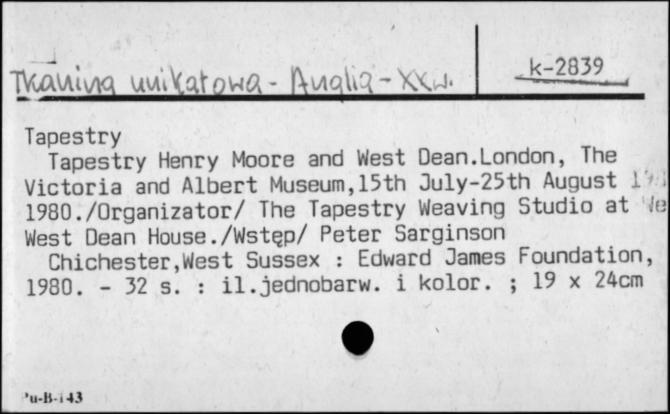 k-2839
Tkanina unikatowa - Anglia - XXw.
Tapestry
Tapestry Henry Moore and West Dean.London, The
Victoria and Albert Museum,15th July-25th August
1980./Organizator/ The Tapestry Weaving Studio at
West Dean House./Wstęp/ Peter Sarginson
Chichester,West Sussex : Edward James Foundation,
1980. - 32 s. : il.jednobarw. i kolor. ; 19 x 24cm
Pu-B-143